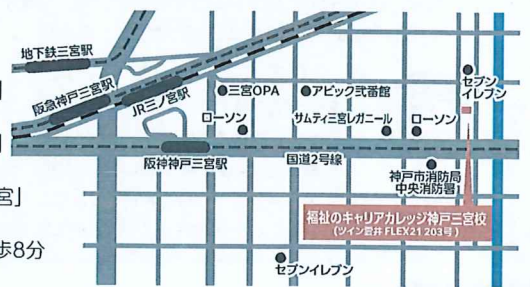 地下鉄三宮駅
阪急神戸三宮駅
JR三ノ宮駅
三宮OPA
アピック弐番館
セブン
イレブン
ローソン
サムティ三宮レガニール
ローソン
阪神神戸三宮駅
国道2号線
神戸市消防局
中央消防署
宮」
福祉のキャリアカレッジ神戸三宮校
(ツイン雲井 FLEX21 203号)
歩8分
セブンイレブン